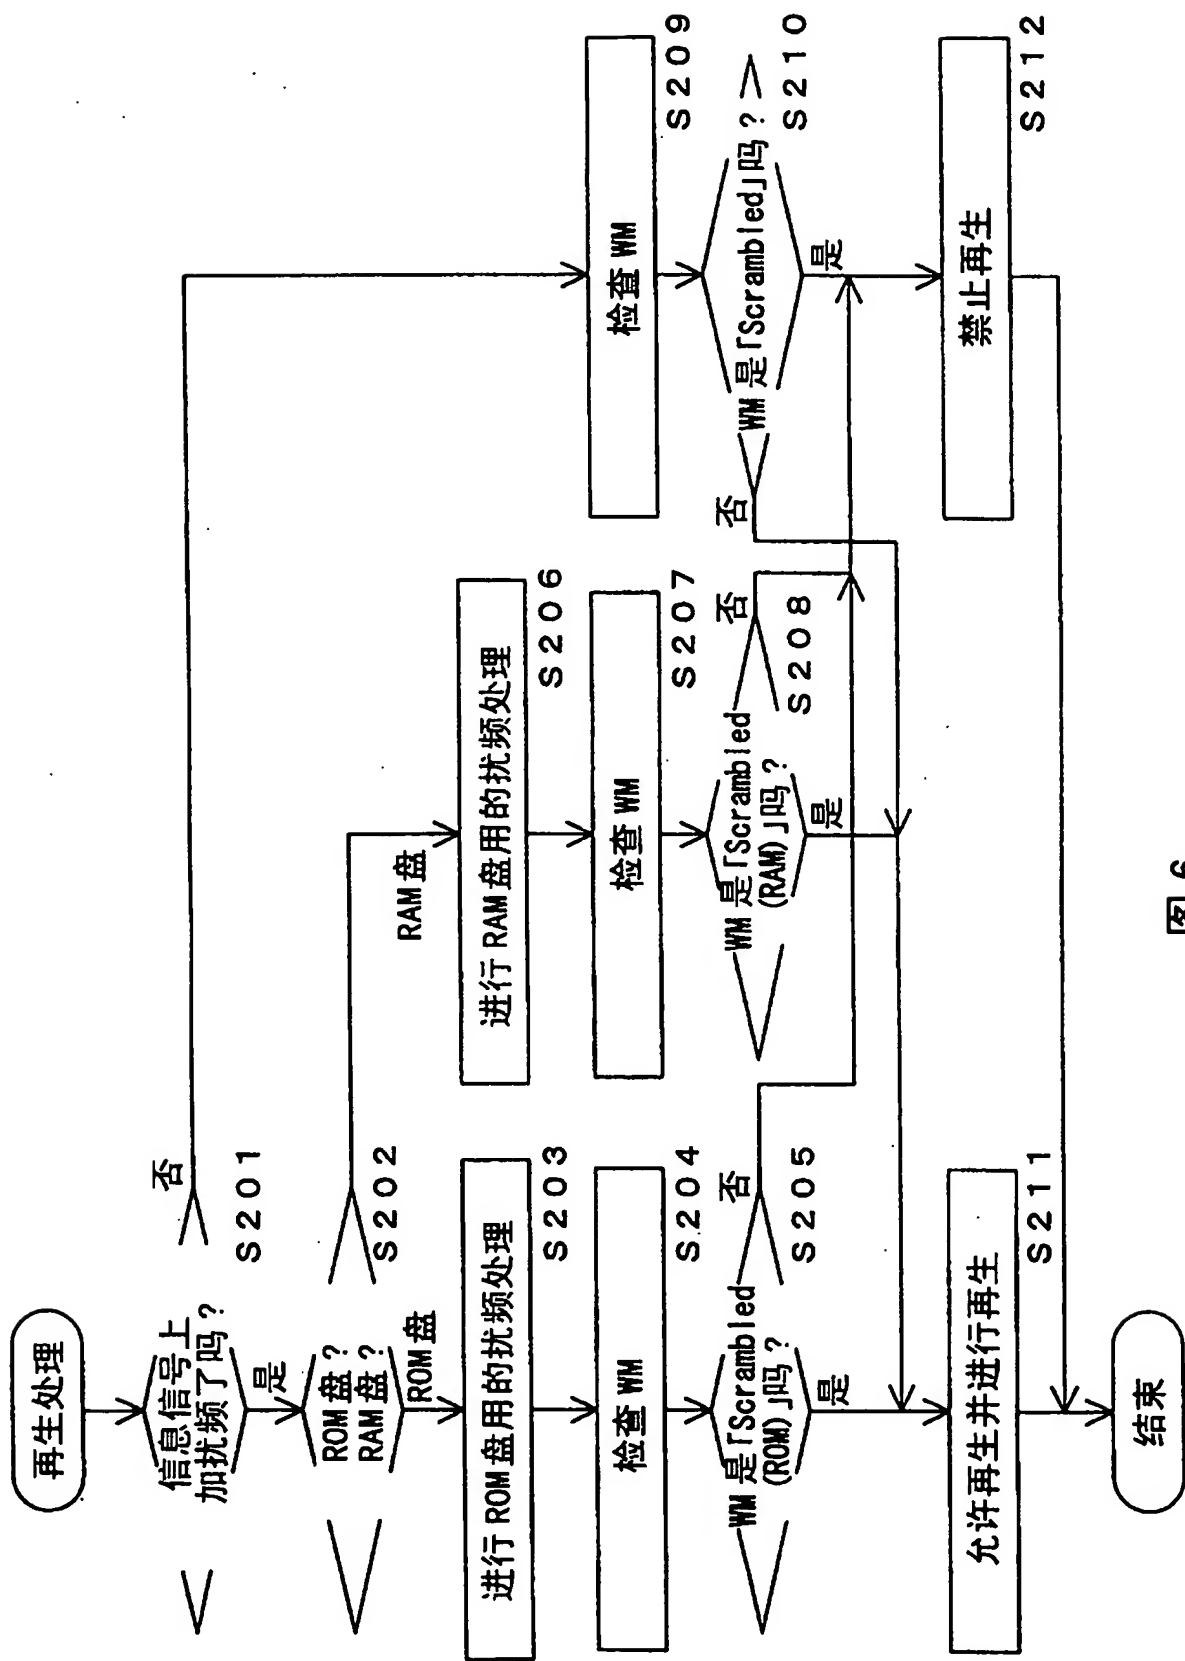 再生处理
信息信号上
加扰频了吗?
否
S201
是
ROM盘?
RAM盘?
S202
ROM盘
RAM盘
进行ROM盘用的扰频处理
S203
检查WM
S204
WM是「Scrambled
(ROM)」吗?
否
S205
是
进行RAM盘用的扰频处理
S206
检查WM
S207
WM是「Scrambled
(RAM)」吗?
否
S208
是
检查WM
S209
WM是「Scrambled」吗?
S210
否
是
允许再生并进行再生
S211
禁止再生
S212
结束
图 6